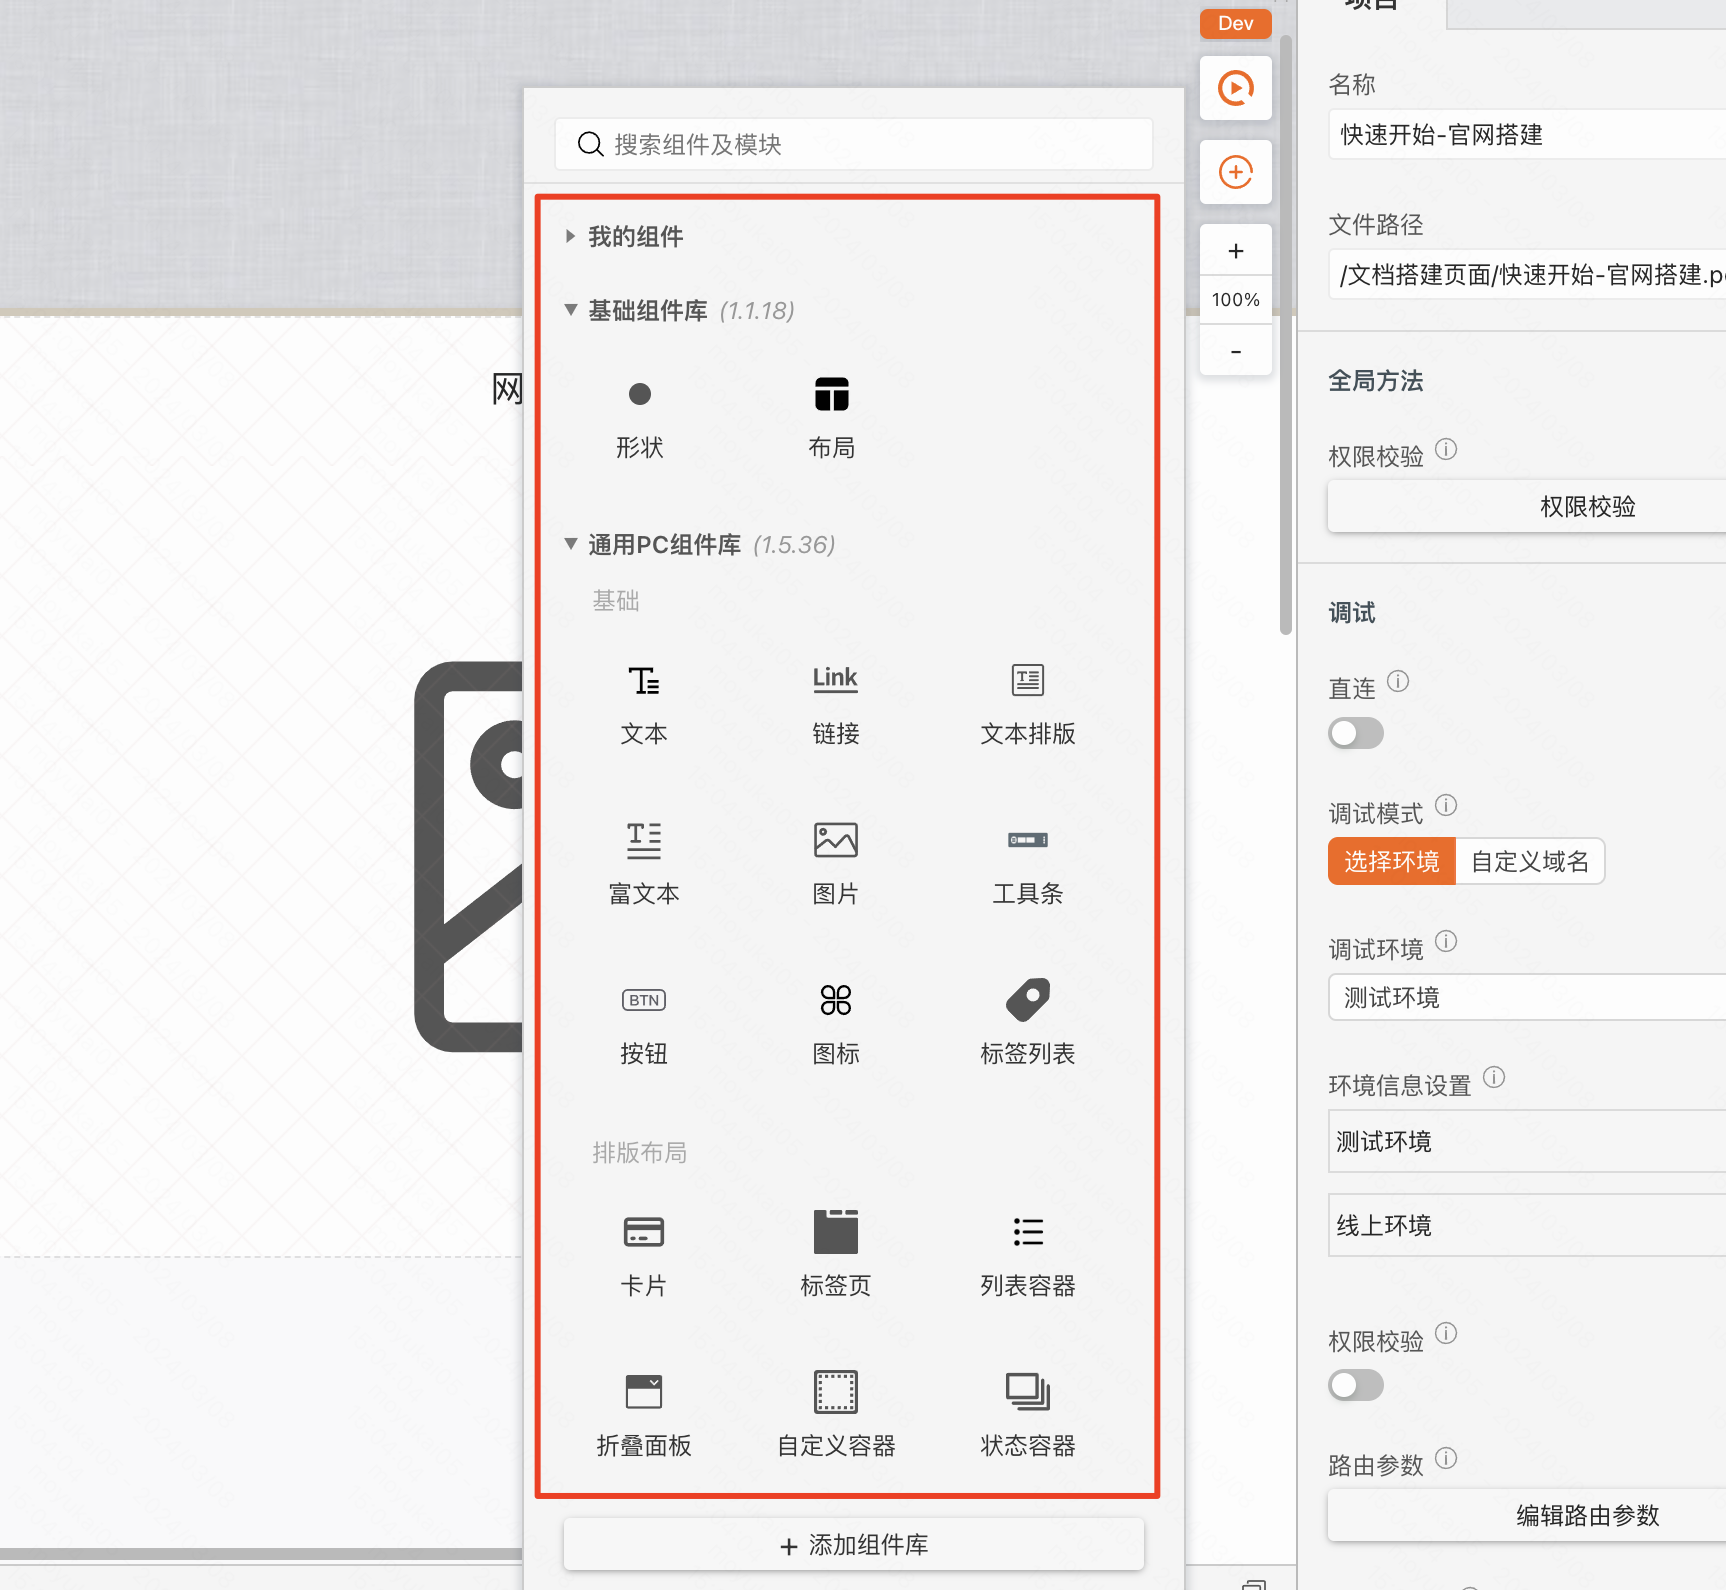 项目
Dev
名称
快速开始-官网搭建
搜索组件及模块
文件路径
/文档搭建页面/快速开始-官网搭建.p
我的组件
基础组件库 (1.1.18)
+
100%
-
网
全局方法
形状
布局
权限校验
权限校验
通用PC组件库 (1.5.36)
基础
调试
Link
文本
链接
文本排版
直连
调试模式
选择环境
自定义域名
富文本
图片
工具条
调试环境
测试环境
BTN
按钮
图标
标签列表
环境信息设置
测试环境
排版布局
线上环境
卡片
标签页
列表容器
权限校验
折叠面板
自定义容器
状态容器
路由参数
编辑路由参数
+ 添加组件库